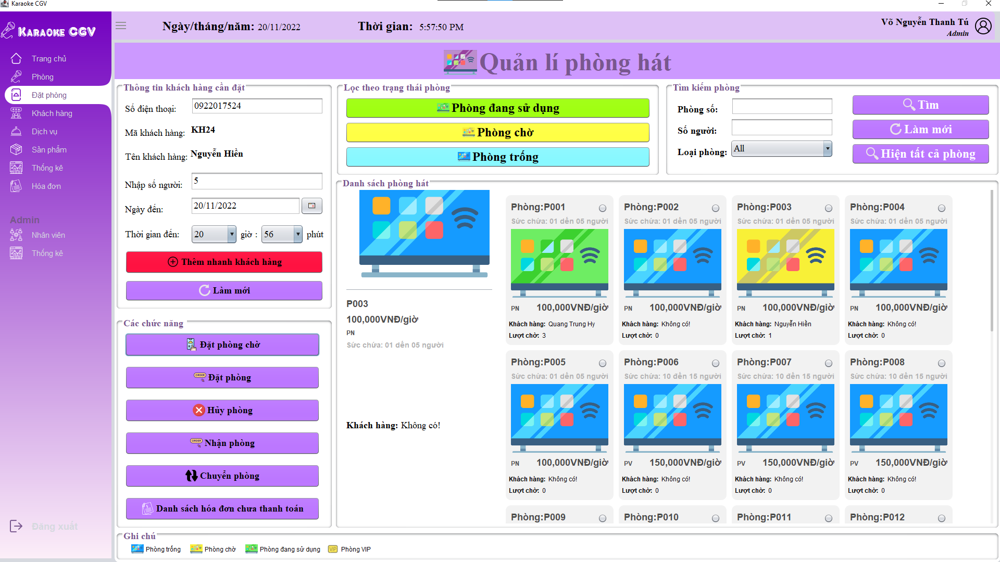 Karaoke CGV
KARAOKE CGV
Trang chủ
Phòng
Đặt phòng
Khách hàng
Dịch vụ
Sản phẩm
Thống kê
Hóa đơn
Admin
Nhân viên
Thống kê
Đăng xuất
Ngày/tháng/năm: 20/11/2022
Thời gian: 5:57:50 PM
Võ Nguyễn Thanh Tú
Admin
Quản lí phòng hát
Thông tin khách hàng cần đặt
Số điện thoại: 0922017524
Mã khách hàng: KH24
Tên khách hàng: Nguyễn Hiền
Nhập số người: 5
Ngày đến: 20/11/2022
Thời gian đến: 20 giờ : 56 phút
Thêm nhanh khách hàng
Làm mới
Các chức năng
Đặt phòng chờ
ORDER Đặt phòng
Hủy phòng
ORDER Nhận phòng
Chuyển phòng
Danh sách hóa đơn chưa thanh toán
Lọc theo trạng thái phòng
Phòng đang sử dụng
Phòng chờ
Phòng trống
Tìm kiếm phòng
Phòng số:
Số người:
Loại phòng: All
Tìm
Làm mới
Hiện tất cả phòng
Danh sách phòng hát
P003
100,000VNĐ/giờ
PN
Sức chứa: 01 đến 05 người
Khách hàng: Không có!
Phòng:P001
Sức chứa: 01 đến 05 người
PN 100,000VNĐ/giờ
Khách hàng: Quang Trung Hy
Lượt chờ: 3
Phòng:P002
Sức chứa: 01 đến 05 người
PN 100,000VNĐ/giờ
Khách hàng: Không có!
Lượt chờ: 0
Phòng:P003
Sức chứa: 01 đến 05 người
PN 100,000VNĐ/giờ
Khách hàng: Nguyễn Hiền
Lượt chờ: 1
Phòng:P004
Sức chứa: 01 đến 05 người
PN 100,000VNĐ/giờ
Khách hàng: Không có!
Lượt chờ: 0
Phòng:P005
Sức chứa: 01 đến 05 người
PN 100,000VNĐ/giờ
Khách hàng: Không có!
Lượt chờ: 0
Phòng:P006
Sức chứa: 10 đến 15 người
PV 150,000VNĐ/giờ
Khách hàng: Không có!
Lượt chờ: 0
Phòng:P007
Sức chứa: 10 đến 15 người
PV 150,000VNĐ/giờ
Khách hàng: Không có!
Lượt chờ: 0
Phòng:P008
Sức chứa: 10 đến 15 người
PV 150,000VNĐ/giờ
Khách hàng: Không có!
Lượt chờ: 0
Phòng:P009
Phòng:P010
Phòng:P011
Phòng:P012
Ghi chú
Phòng trống
Phòng chờ
Phòng đang sử dụng
VIP Phòng VIP